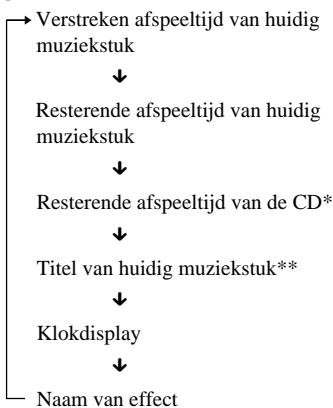 Verstreken afspeeltijd van huidig
muziekstuk
Resterende afspeeltijd van huidig
muziekstuk
Resterende afspeeltijd van de CD*
Titel van huidig muziekstuk**
Klokdisplay
Naam van effect